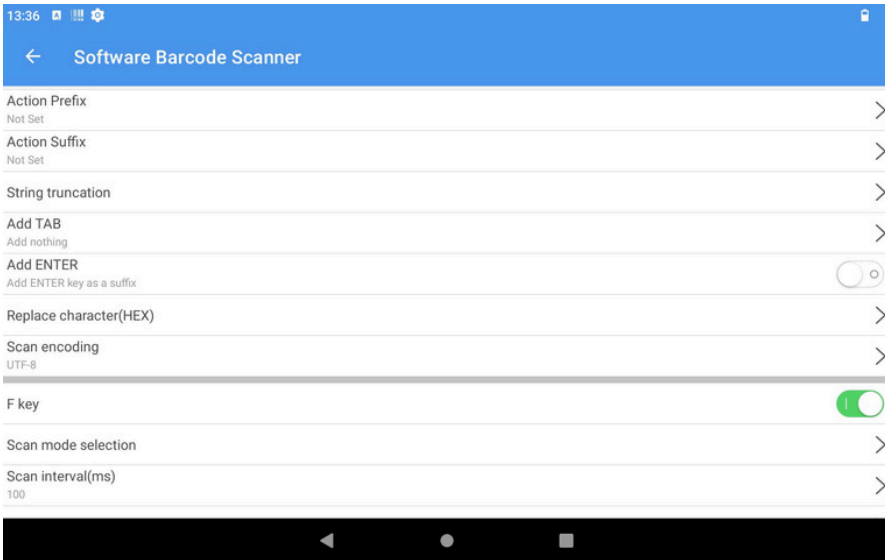 13:36
Software Barcode Scanner
Action Prefix
Not Set
Action Suffix
Not Set
String truncation
Add TAB
Add nothing
Add ENTER
Add ENTER key as a suffix
Replace character(HEX)
Scan encoding
UTF-8
F key
Scan mode selection
Scan interval(ms)
100